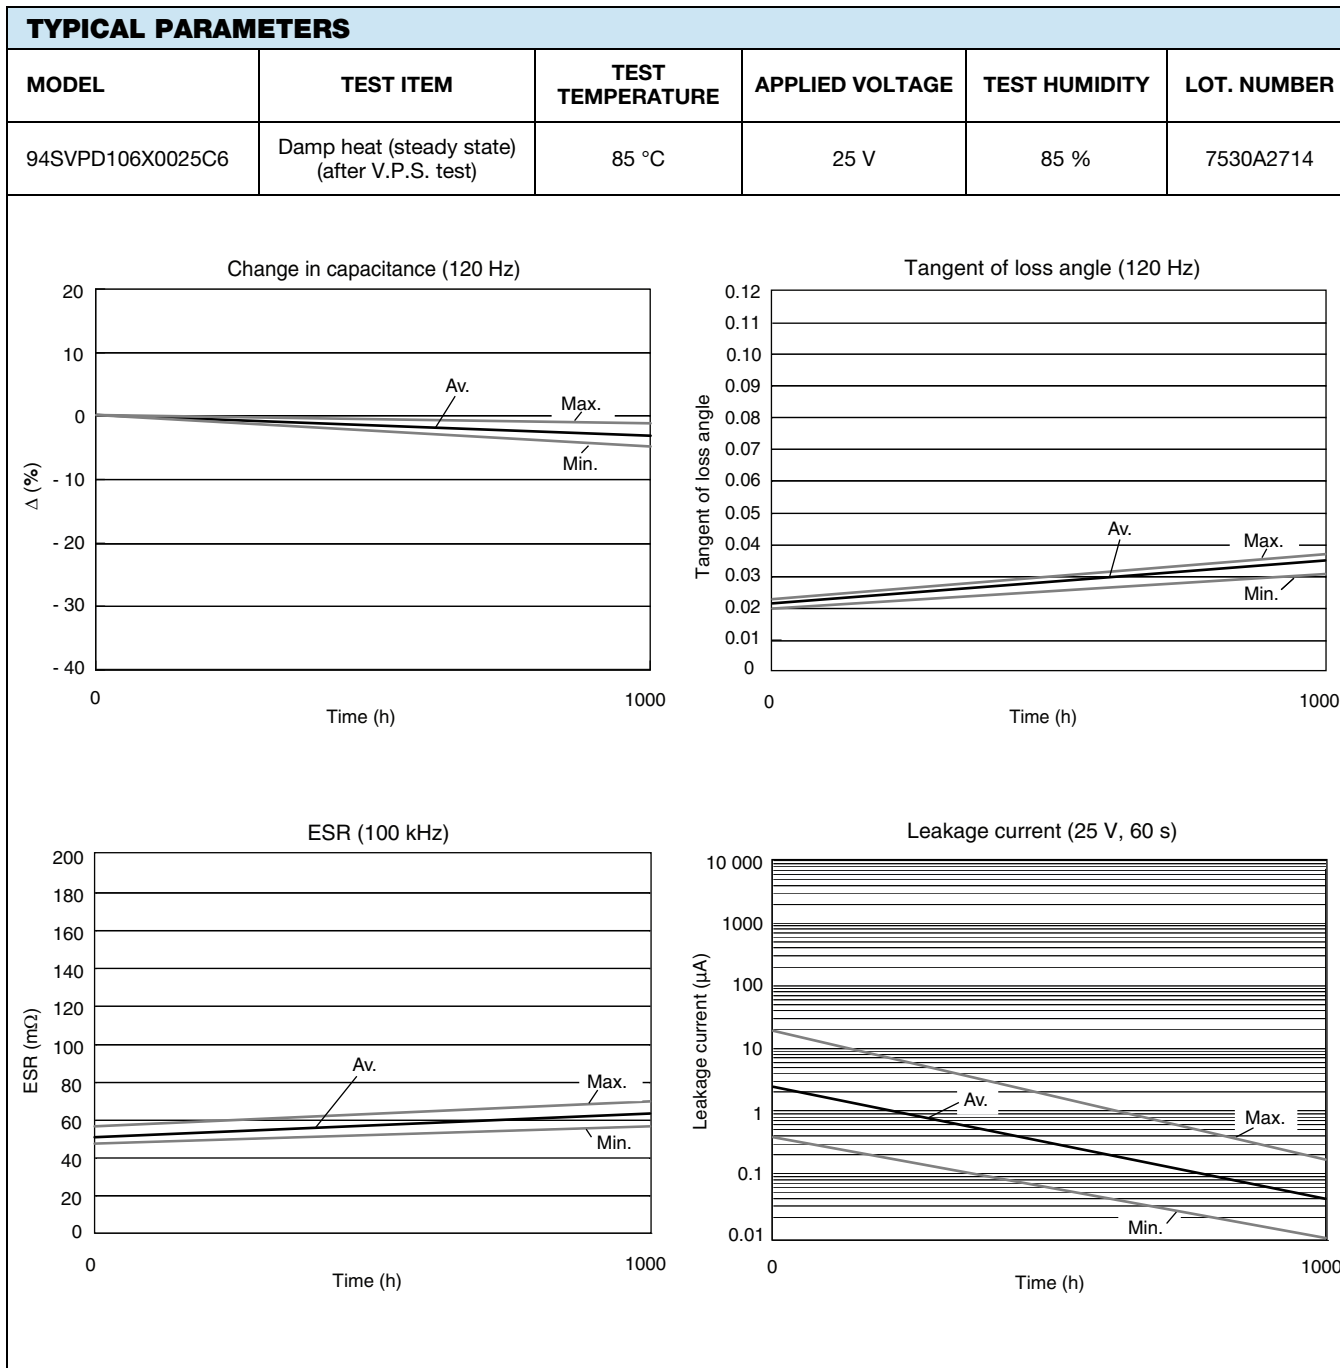 TYPICAL PARAMETERS
MODEL TEST ITEM TEST TEMPERATURE APPLIED VOLTAGE TEST HUMIDITY LOT. NUMBER
94SVPD106X0025C6 Damp heat (steady state) (after V.P.S. test) 85 °C 25 V 85 % 7530A2714
Change in capacitance (120 Hz)
20
10
0
- 10
- 20
- 30
- 40
Δ (%)
Av.
Max.
Min.
0 1000
Time (h)
Tangent of loss angle (120 Hz)
0.12
0.11
0.10
0.09
0.08
0.07
0.06
0.05
0.04
0.03
0.02
0.01
0
Tangent of loss angle
Av.
Max.
Min.
0 1000
Time (h)
ESR (100 kHz)
200
180
160
140
120
100
80
60
40
20
0
ESR (mΩ)
Av.
Max.
Min.
0 1000
Time (h)
Leakage current (25 V, 60 s)
10 000
1000
100
10
1
0.1
0.01
Leakage current (µA)
Av.
Max.
Min.
0 1000
Time (h)